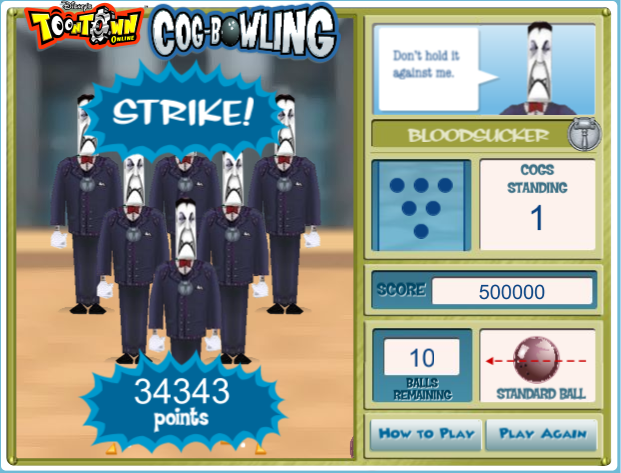 Disney's
TOONTOWN
ONLINE
COG-BOWLING
STRIKE!
34343
points
Don't hold it
against me.
BLOODSUCKER
COGS
STANDING
1
SCORE 500000
10
BALLS
REMAINING
STANDARD BALL
HOW TO PLAY
PLAY AGAIN